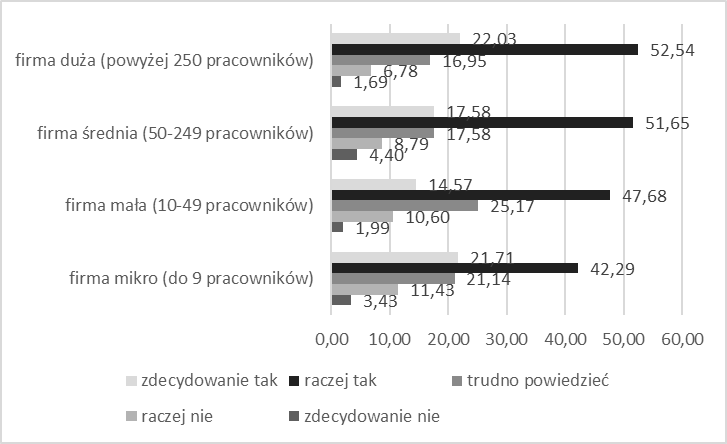 22,03
firma duża (powyżej 250 pracowników)
52,54
16,95
6,78
1,69
17,58
firma średnia (50-249 pracowników)
51,65
17,58
8,79
4,40
14,57
firma mała (10-49 pracowników)
47,68
25,17
10,60
1,99
21,71
firma mikro (do 9 pracowników)
42,29
21,14
11,43
3,43
0,00 10,00 20,00 30,00 40,00 50,00 60,00
zdecydowanie tak raczej tak trudno powiedzieć
raczej nie zdecydowanie nie